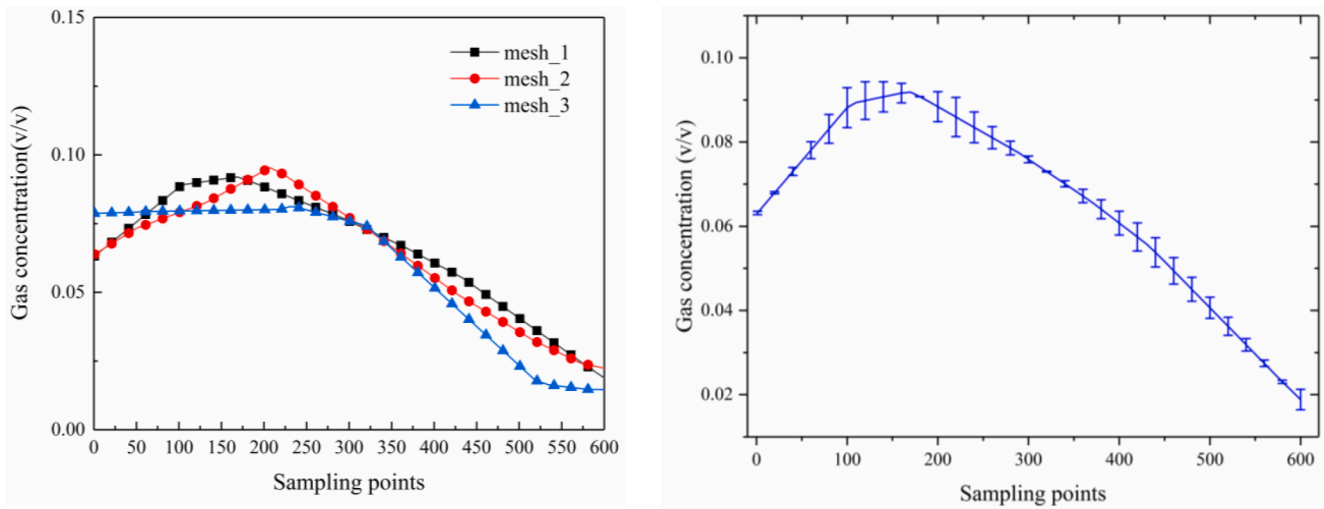 0.15
0.10
0.05
0.00
Gas concentration(v/v)
mesh_1
mesh_2
mesh_3
0 50 100 150 200 250 300 350 400 450 500 550 600
Sampling points
0.10
0.08
0.06
0.04
0.02
Gas concentration (v/v)
0 100 200 300 400 500 600
Sampling points